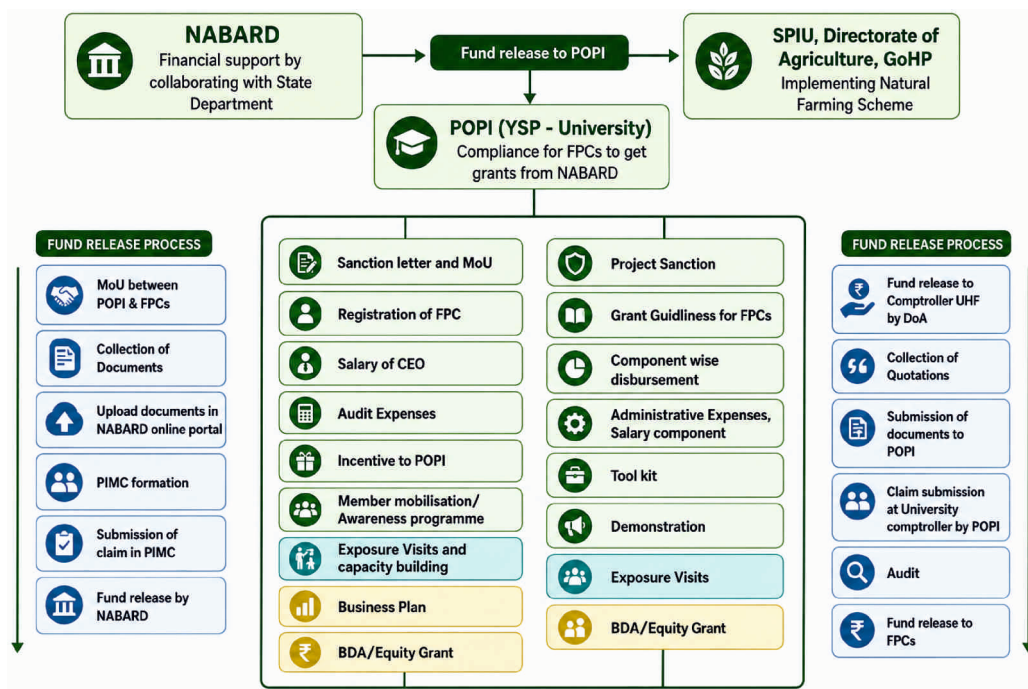 NABARD
Financial support by
collaborating with State
Department
Fund release to POPI
SPIU, Directorate of
Agriculture, GoHP
Implementing Natural
Farming Scheme
POPI (YSP - University)
Compliance for FPCs to get
grants from NABARD
FUND RELEASE PROCESS
MoU between
POPI & FPCs
Collection of
Documents
Upload documents in
NABARD online portal
PIMC formation
Submission of
claim in PIMC
Fund release by
NABARD
Sanction letter and MoU
Registration of FPC
Salary of CEO
Audit Expenses
Incentive to POPI
Member mobilisation/
Awareness programme
Exposure Visits and
capacity building
Business Plan
₹
BDA/Equity Grant
Project Sanction
Grant Guidliness for FPCs
Component wise
disbursement
Administrative Expenses,
Salary component
Tool kit
Demonstration
Exposure Visits
BDA/Equity Grant
FUND RELEASE PROCESS
₹
Fund release to
Comptroller UHF
by DoA
Collection of
Quotations
Submission of
documents to
POPI
Claim submission
at University
comptroller by POPI
Audit
₹
Fund release to
FPCs